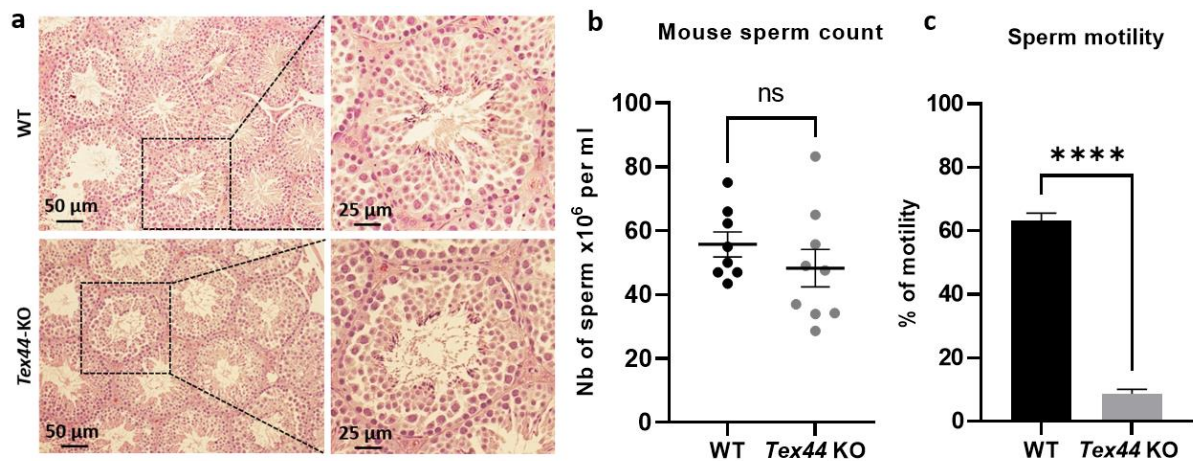 a
WT
50 µm
25 µm
Tex44-KO
50 µm
25 µm
b
Mouse sperm count
Nb of sperm x10⁶ per ml
100
80
60
40
20
0
ns
WT
Tex44 KO
c
Sperm motility
% of motility
100
80
60
40
20
0
****
WT
Tex44 KO